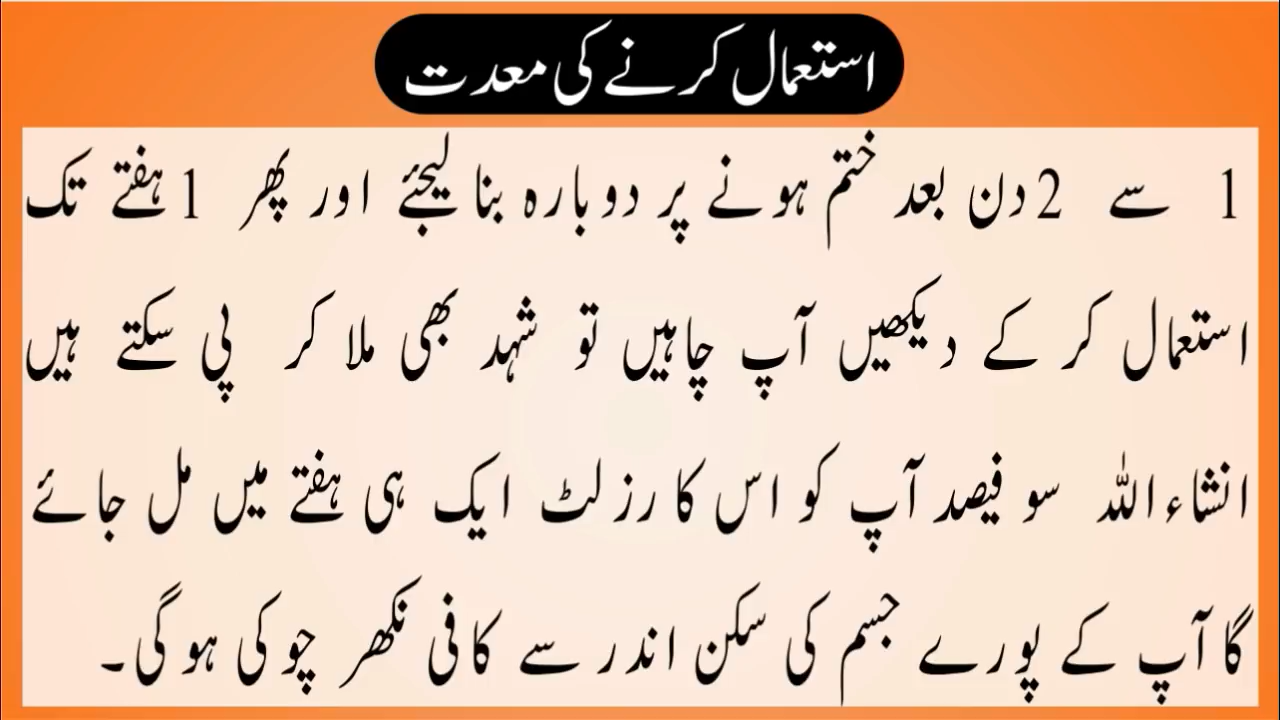 استعمال کرنے کی معدت
1 سے 2 دن بعد ختم ہونے پر دوبارہ بنا لیجئے اور پھر 1 ہفتے تک
استعمال کر کے دیکھیں آپ چاہیں تو شہد بھی ملا کر پی سکتے ہیں
انشاء اللہ سو فیصد آپ کو اس کا رزلٹ ایک ہی ہفتے میں مل جائے
گا آپ کے پورے جسم کی سکن اندر سے کافی نکھر چوکی ہو گی۔